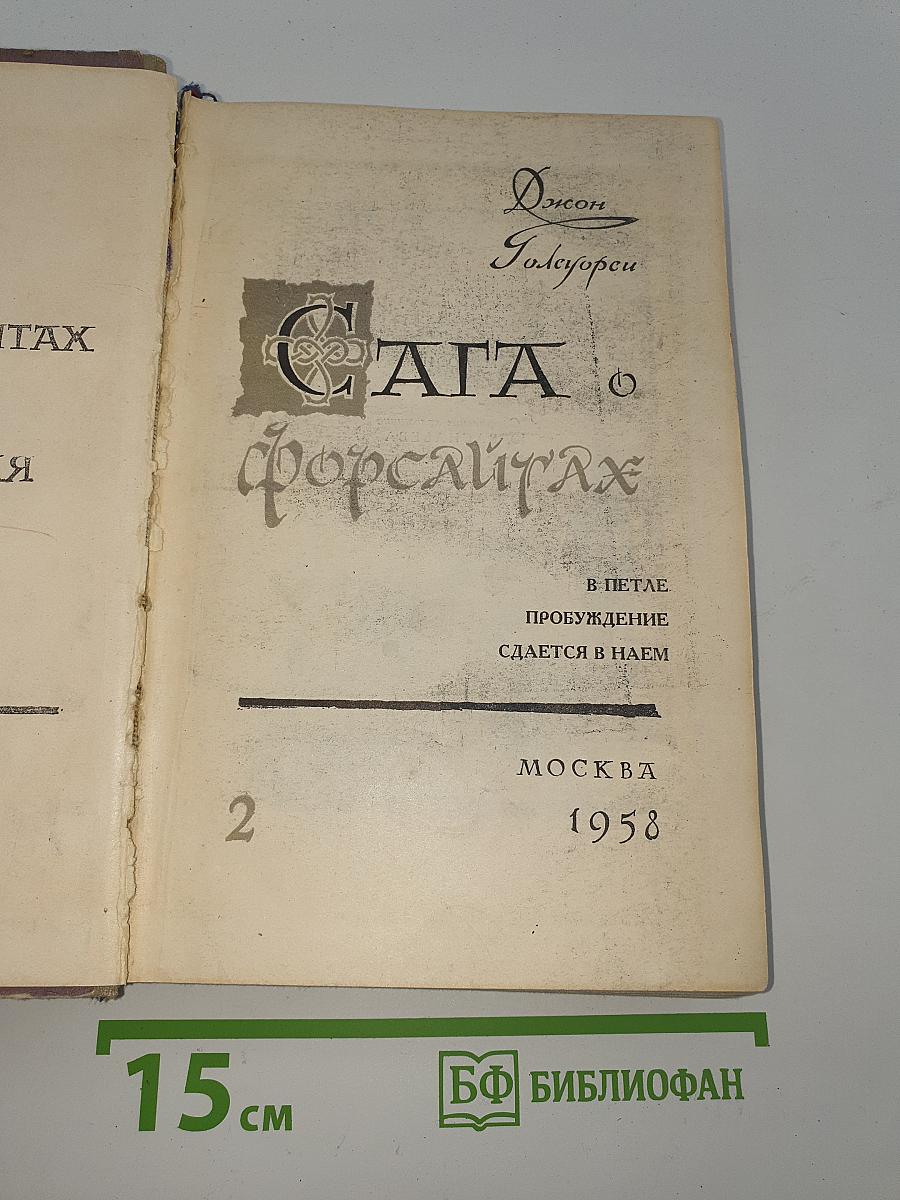 Джон
Голсуорси
САГА о
Форсайтах
В ПЕТЛЕ
ПРОБУЖДЕНИЕ
СДАЕТСЯ В НАЕМ
МОСКВА
2
1958
15 см
БФ БИБЛИОФАН